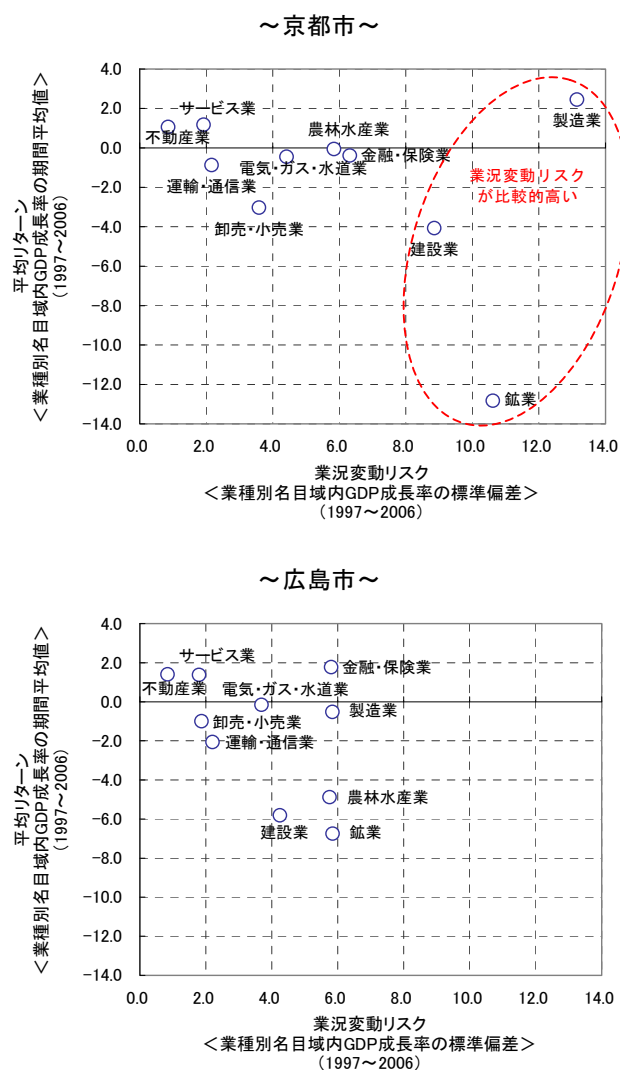 ～京都市～
平均リターン
＜業種別名目域内GDP成長率の期間平均値＞
(1997～2006)
4.0
2.0
0.0
−2.0
−4.0
−6.0
−8.0
−10.0
−12.0
−14.0
サービス業
不動産業
農林水産業
製造業
電気・ガス・水道業
金融・保険業
運輸・通信業
業況変動リスク
が比較的高い
卸売・小売業
建設業
鉱業
0.0 2.0 4.0 6.0 8.0 10.0 12.0 14.0
業況変動リスク
＜業種別名目域内GDP成長率の標準偏差＞
(1997～2006)
～広島市～
平均リターン
＜業種別名目域内GDP成長率の期間平均値＞
(1997～2006)
4.0
2.0
0.0
−2.0
−4.0
−6.0
−8.0
−10.0
−12.0
−14.0
サービス業
金融・保険業
不動産業
電気・ガス・水道業
製造業
卸売・小売業
運輸・通信業
農林水産業
建設業
鉱業
0.0 2.0 4.0 6.0 8.0 10.0 12.0 14.0
業況変動リスク
＜業種別名目域内GDP成長率の標準偏差＞
(1997～2006)